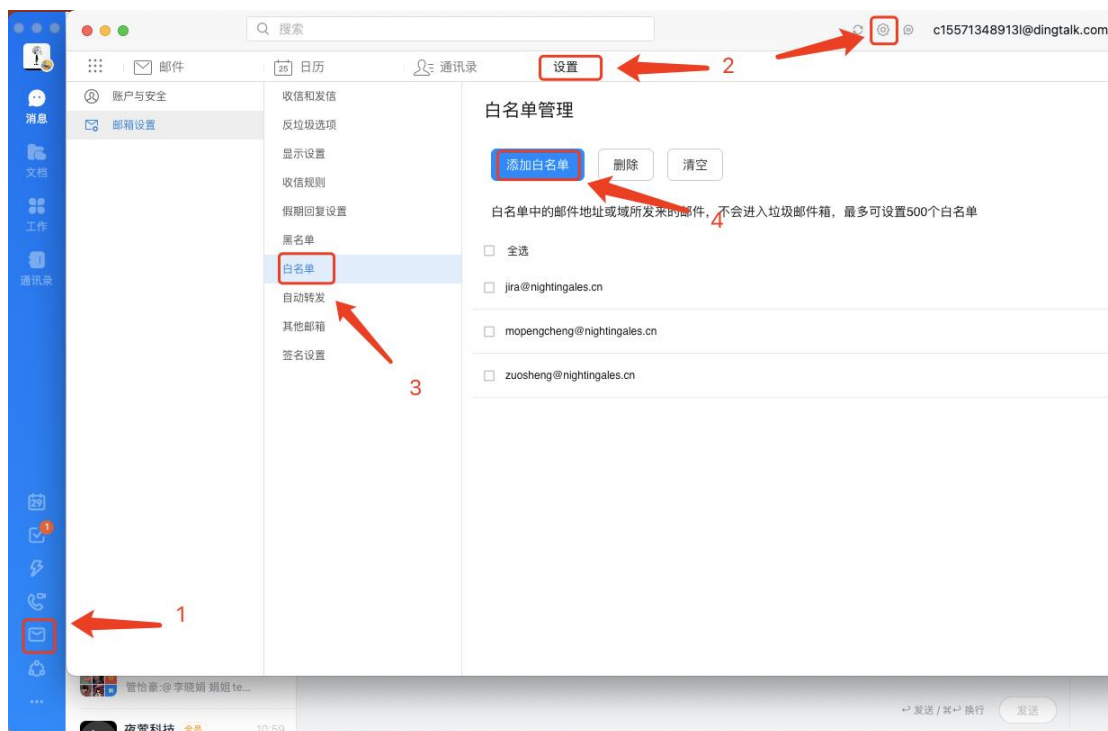 搜索
c15571348913l@dingtalk.com
邮件
25 日历
通讯录
设置
2
消息
文档
工作
通讯录
29
1
账户与安全
邮箱设置
收信和发信
反垃圾选项
显示设置
收信规则
假期回复设置
黑名单
白名单
自动转发
其他邮箱
签名设置
3
1
白名单管理
添加白名单
删除
清空
4
白名单中的邮件地址或域所发来的邮件，不会进入垃圾邮件箱，最多可设置500个白名单
全选
jira@nightingales.cn
mopengcheng@nightingales.cn
zuosheng@nightingales.cn
管怡豪:@李晓娟 娟姐 te...
夜莺科技 全员 10:59
↵ 发送 / ⌘↵ 换行
发送